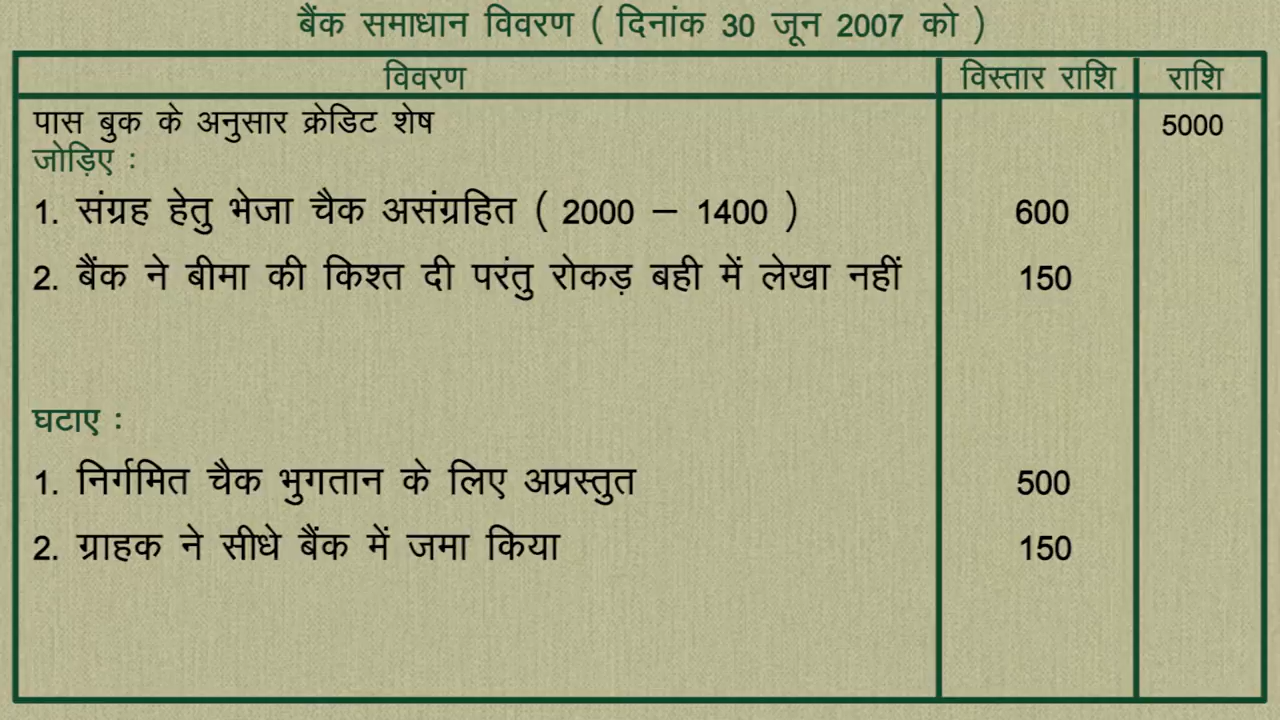 बैंक समाधान विवरण ( दिनांक 30 जून 2007 को )
विवरण विस्तार राशि राशि
पास बुक के अनुसार क्रेडिट शेष 5000
जोड़िए :
1. संग्रह हेतु भेजा चैक असंग्रहित ( 2000 – 1400 ) 600
2. बैंक ने बीमा की किश्त दी परंतु रोकड़ बही में लेखा नहीं 150
घटाए :
1. निर्गमित चैक भुगतान के लिए अप्रस्तुत 500
2. ग्राहक ने सीधे बैंक में जमा किया 150